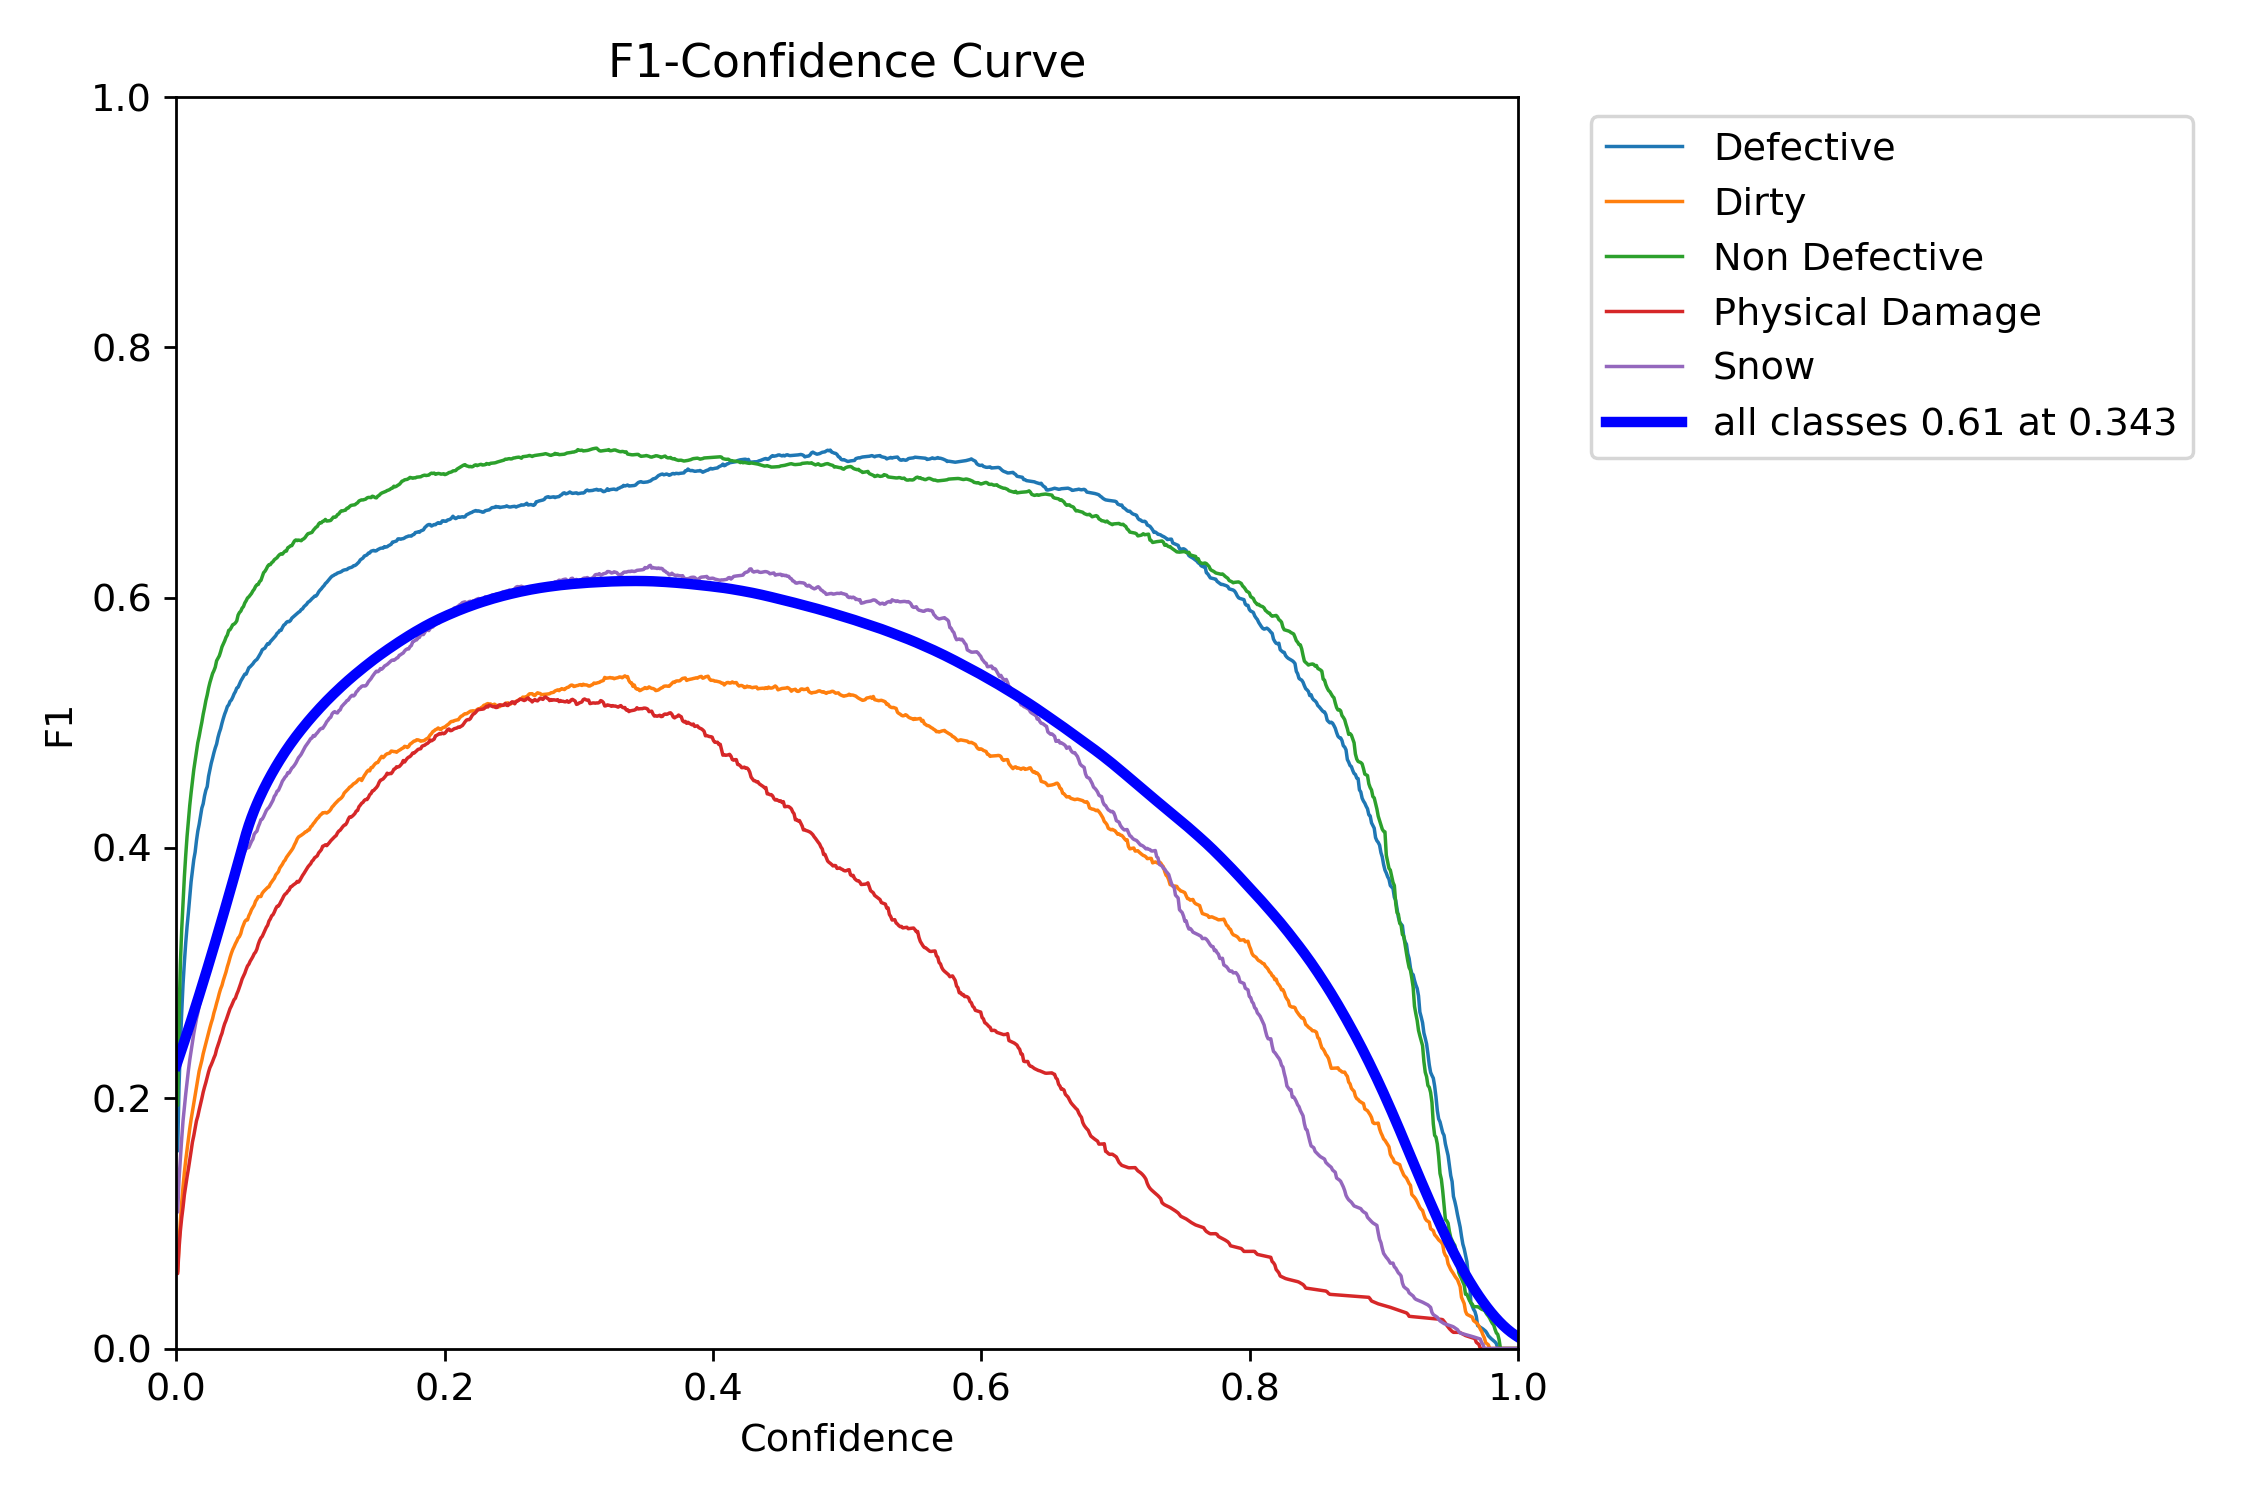 F1-Confidence Curve
1.0
0.8
0.6
0.4
0.2
0.0
F1
0.0 0.2 0.4 0.6 0.8 1.0
Confidence
Defective
Dirty
Non Defective
Physical Damage
Snow
all classes 0.61 at 0.343